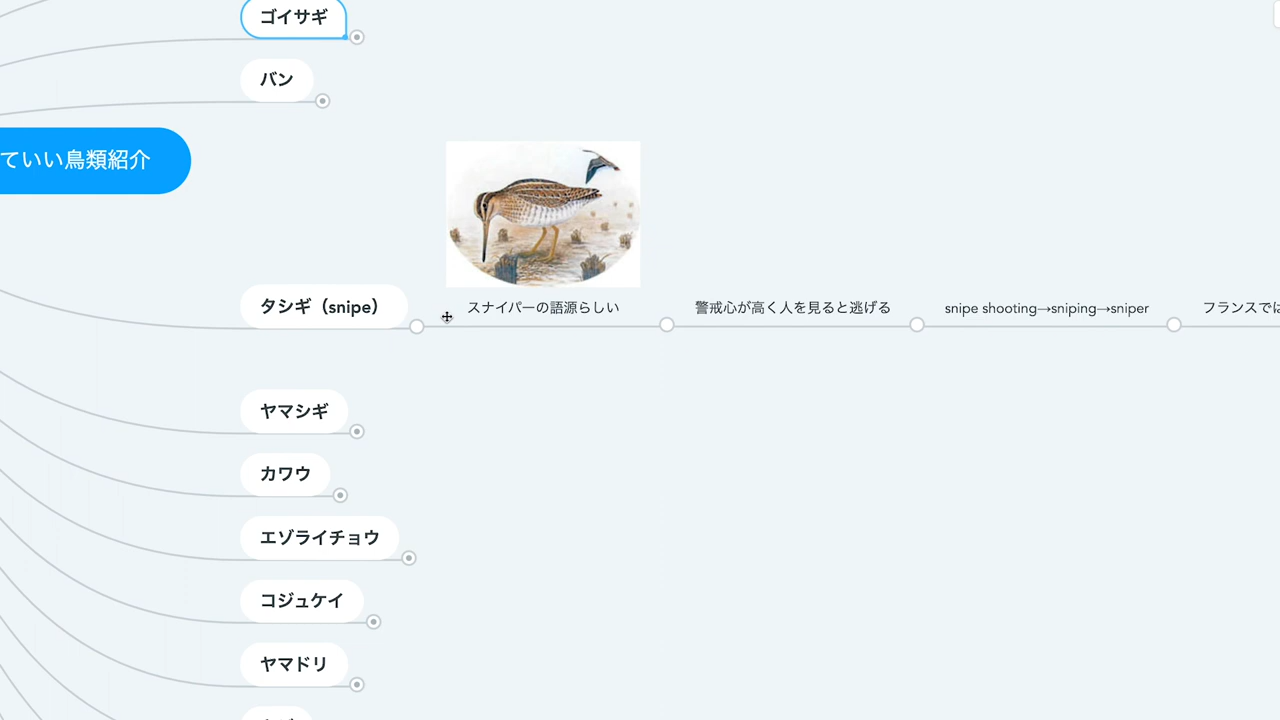 ゴイサギ
バン
ていい鳥類紹介
タシギ（snipe）
スナイパーの語源らしい
警戒心が高く人を見ると逃げる
snipe shooting→sniping→sniper
フランスでは
ヤマシギ
カワウ
エゾライチョウ
コジュケイ
ヤマドリ